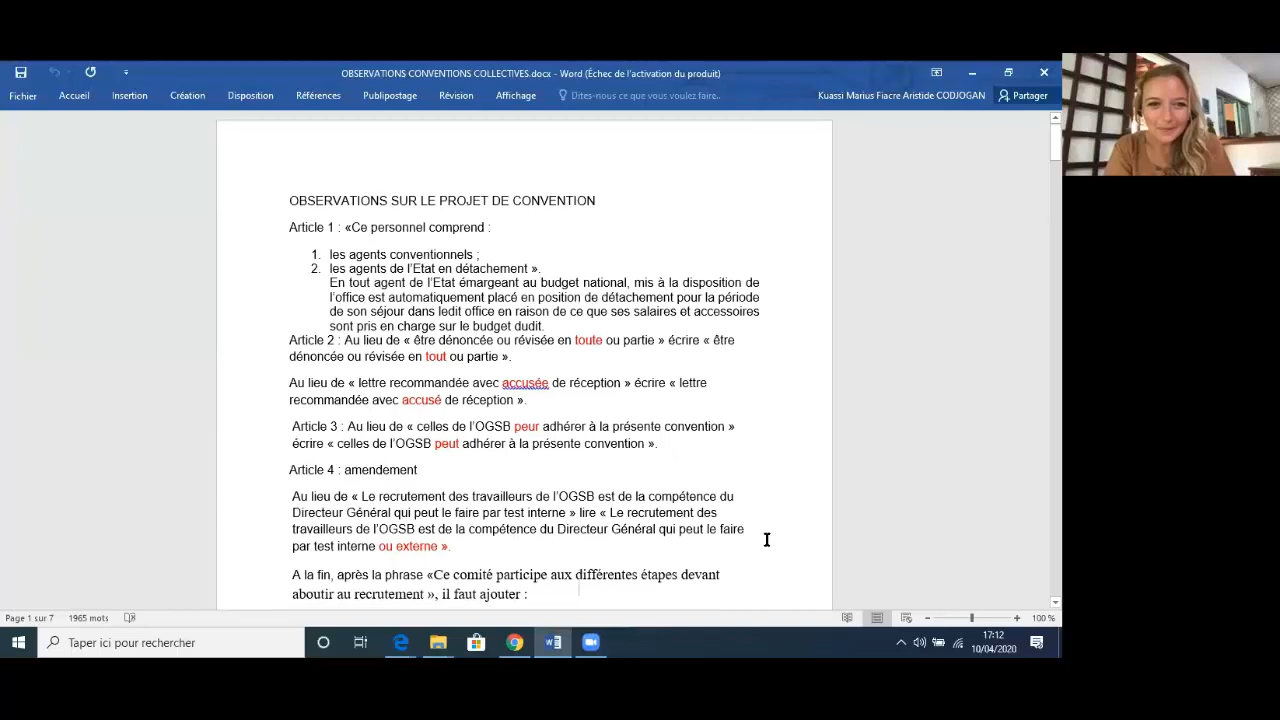 OBSERVATIONS CONVENTIONS COLLECTIVES.docx - Word (Échec de l'activation du produit)
Fichier Accueil Insertion Création Disposition Références Publipostage Révision Affichage Dites-nous ce que vous voulez faire.. Kuassi Marius Fiacre Aristide CODJOGAN Partager
OBSERVATIONS SUR LE PROJET DE CONVENTION
Article 1 : «Ce personnel comprend :
1. les agents conventionnels ;
2. les agents de l'Etat en détachement ».
En tout agent de l'Etat émargeant au budget national, mis à la disposition de
l'office est automatiquement placé en position de détachement pour la période
de son séjour dans ledit office en raison de ce que ses salaires et accessoires
sont pris en charge sur le budget dudit.
Article 2 : Au lieu de « être dénoncée ou révisée en toute ou partie » écrire « être
dénoncée ou révisée en tout ou partie ».
Au lieu de « lettre recommandée avec accusée de réception » écrire « lettre
recommandée avec accusé de réception ».
Article 3 : Au lieu de « celles de l'OGSB peur adhérer à la présente convention »
écrire « celles de l'OGSB peut adhérer à la présente convention ».
Article 4 : amendement
Au lieu de « Le recrutement des travailleurs de l'OGSB est de la compétence du
Directeur Général qui peut le faire par test interne » lire « Le recrutement des
travailleurs de l'OGSB est de la compétence du Directeur Général qui peut le faire
par test interne ou externe ».
A la fin, après la phrase «Ce comité participe aux différentes étapes devant
aboutir au recrutement », il faut ajouter :
Page 1 sur 7 1965 mots 100 %
Taper ici pour rechercher 17:12
10/04/2020